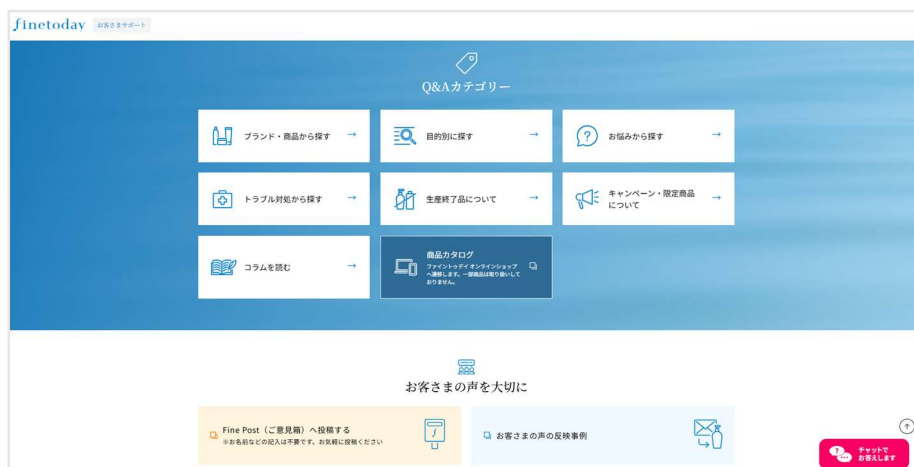 finetoday お客さまサポート
Q&Aカテゴリー
ブランド・商品から探す →
目的別に探す →
お悩みから探す →
トラブル対処から探す →
生産終了品について →
キャンペーン・限定商品
について →
コラムを読む →
商品カタログ
ファイントゥデイ オンラインショップ
へ遷移します。一部商品は取り扱いして
おりません。
お客さまの声を大切に
Fine Post（ご意見箱）へ投稿する
※お名前などの記入は不要です。お気軽に投稿ください
お客さまの声の反映事例
チャットで
お答えします